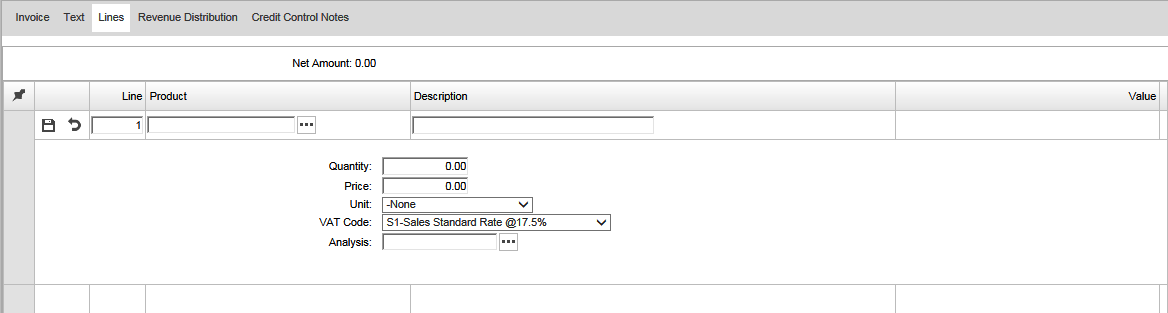 Invoice Text Lines Revenue Distribution Credit Control Notes
Net Amount: 0.00
Line Product Description Value
1
Quantity: 0.00
Price: 0.00
Unit: -None
VAT Code: S1-Sales Standard Rate @17.5%
Analysis: